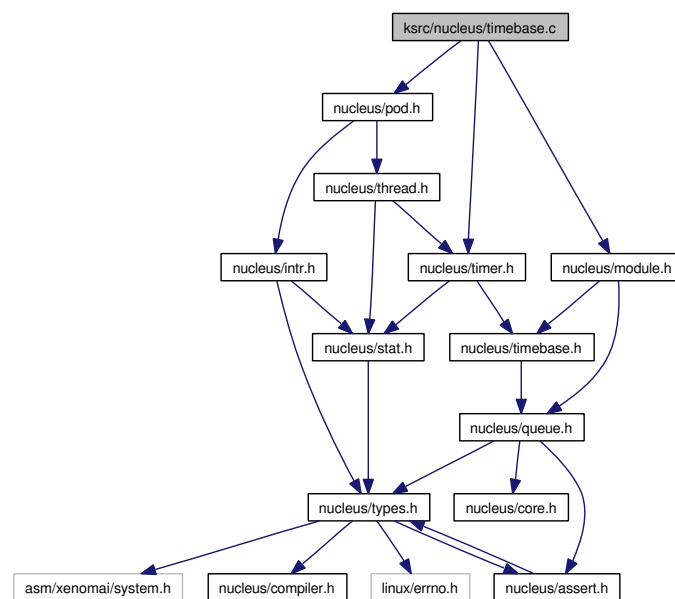 ksrc/nucleus/timebase.c
nucleus/pod.h
nucleus/thread.h
nucleus/intr.h
nucleus/timer.h
nucleus/module.h
nucleus/stat.h
nucleus/timebase.h
nucleus/queue.h
nucleus/types.h
nucleus/core.h
asm/xenomai/system.h
nucleus/compiler.h
linux/errno.h
nucleus/assert.h